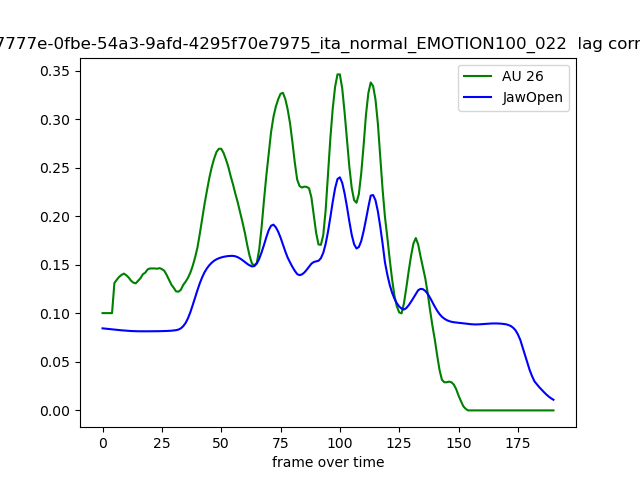 7777e-0fbe-54a3-9afd-4295f70e7975_ita_normal_EMOTION100_022 lag corr
0.35
0.30
0.25
0.20
0.15
0.10
0.05
0.00
AU 26
JawOpen
0 25 50 75 100 125 150 175
frame over time